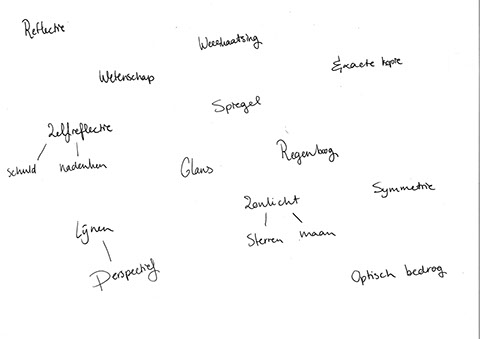 Reflectie
Weerkaatsing
Exacte kopie
Wetenschap
Spiegel
Zelfreflectie
schuld nadenken
Glans
Regenboog
Symmetrie
Zonlicht
Lijnen
Sterren maan
Perspectief
Optisch bedrog